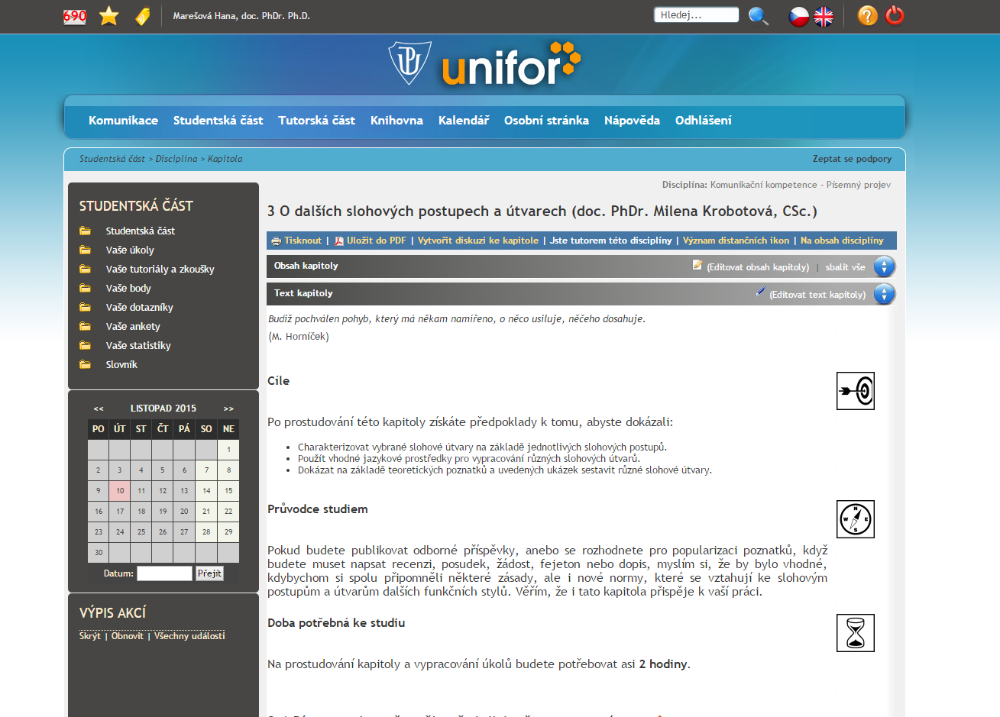 690
Marešová Hana, doc. PhDr. Ph.D.
Hledej...
unifor
Komunikace Studentská část Tutorská část Knihovna Kalendář Osobní stránka Nápověda Odhlášení
Studentská část > Disciplína > Kapitola
Zeptat se podpory
STUDENTSKÁ ČÁST
Studentská část
Vaše úkoly
Vaše tutoriály a zkoušky
Vaše body
Vaše dotazníky
Vaše ankety
Vaše statistiky
Slovník
<< LISTOPAD 2015 >>
PO ÚT ST ČT PÁ SO NE
1
2 3 4 5 6 7 8
9 10 11 12 13 14 15
16 17 18 19 20 21 22
23 24 25 26 27 28 29
30
Datum: Přejít
VÝPIS AKCÍ
Skrýt | Obnovit | Všechny události
Disciplína: Komunikační kompetence - Písemný projev
3 O dalších slohových postupech a útvarech (doc. PhDr. Milena Krobotová, CSc.)
Tisknout | Uložit do PDF | Vytvořit diskuzi ke kapitole | Jste tutorem této disciplíny | Význam distančních ikon | Na obsah disciplíny
Obsah kapitoly (Editovat obsah kapitoly) | sbalit vše
Text kapitoly (Editovat text kapitoly)
Budiž pochválen pohyb, který má někam namířeno, o něco usiluje, něčeho dosahuje.
(M. Horníček)
Cíle
Po prostudování této kapitoly získáte předpoklady k tomu, abyste dokázali:
• Charakterizovat vybrané slohové útvary na základě jednotlivých slohových postupů.
• Použít vhodné jazykové prostředky pro vypracování různých slohových útvarů.
• Dokázat na základě teoretických poznatků a uvedených ukázek sestavit různé slohové útvary.
Průvodce studiem
N
W E
S
Pokud budete publikovat odborné příspěvky, anebo se rozhodnete pro popularizaci poznatků, když
budete muset napsat recenzi, posudek, žádost, fejeton nebo dopis, myslím si, že by bylo vhodné,
kdybychom si spolu připomněli některé zásady, ale i nové normy, které se vztahují ke slohovým
postupům a útvarům dalších funkčních stylů. Věřím, že i tato kapitola přispěje k vaší práci.
Doba potřebná ke studiu
Na prostudování kapitoly a vypracování úkolů budete potřebovat asi 2 hodiny.